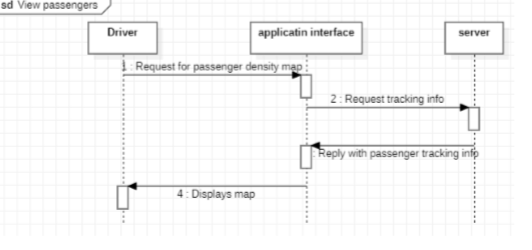 sd View passengers
Driver
applicatin interface
server
1 : Request for passenger density map
2 : Request tracking info
: Reply with passenger tracking info
4 : Displays map